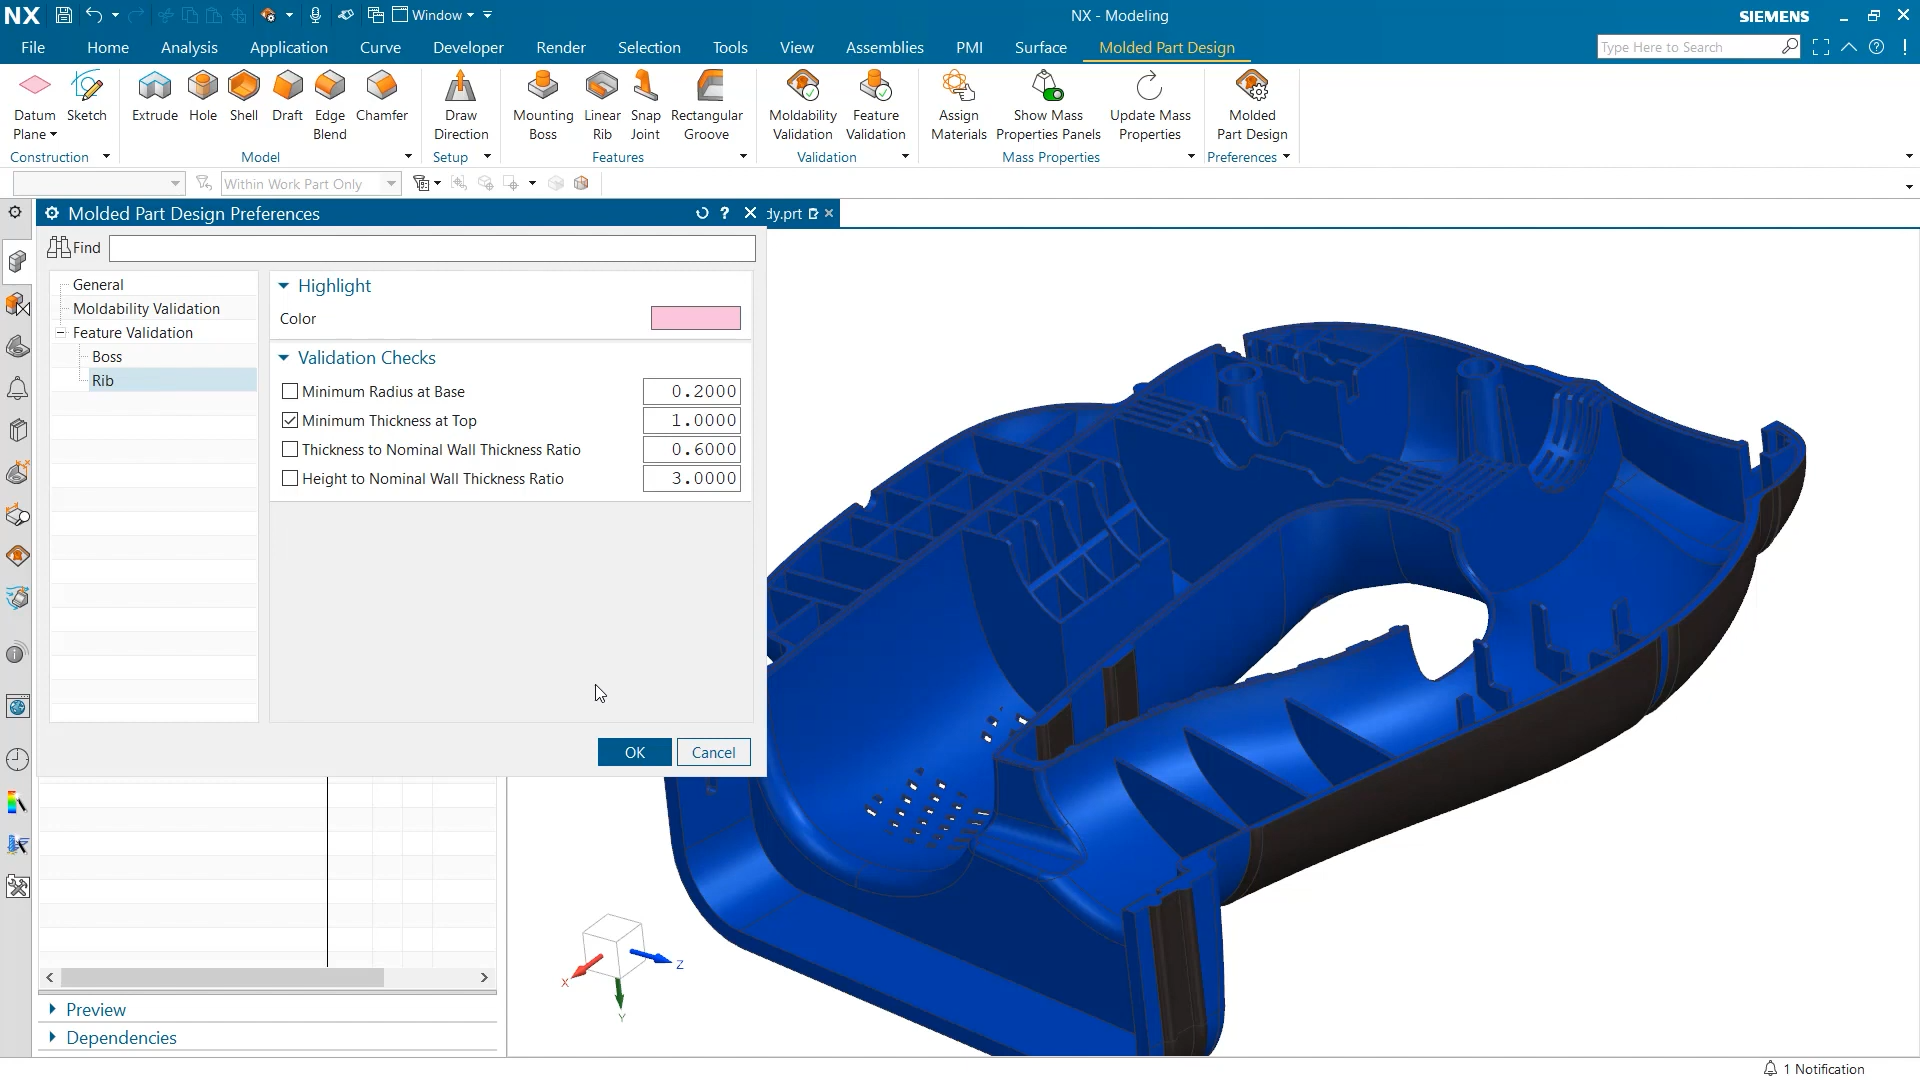 NX
Window
NX - Modeling
SIEMENS
File Home Analysis Application Curve Developer Render Selection Tools View Assemblies PMI Surface Molded Part Design
Type Here to Search
Datum Plane
Sketch
Extrude
Hole
Shell
Draft
Edge Blend
Chamfer
Draw Direction
Mounting Boss
Linear Rib
Snap Joint
Rectangular Groove
Moldability Validation
Feature Validation
Assign Materials
Show Mass Properties Panels
Update Mass Properties
Molded Part Design
Construction Model Setup Features Validation Mass Properties Preferences
Within Work Part Only
Molded Part Design Preferences
dy.prt
Find
General
Moldability Validation
Feature Validation
Boss
Rib
Highlight
Color
Validation Checks
Minimum Radius at Base 0.2000
Minimum Thickness at Top 1.0000
Thickness to Nominal Wall Thickness Ratio 0.6000
Height to Nominal Wall Thickness Ratio 3.0000
OK Cancel
X
Y
Z
Preview
Dependencies
1 Notification